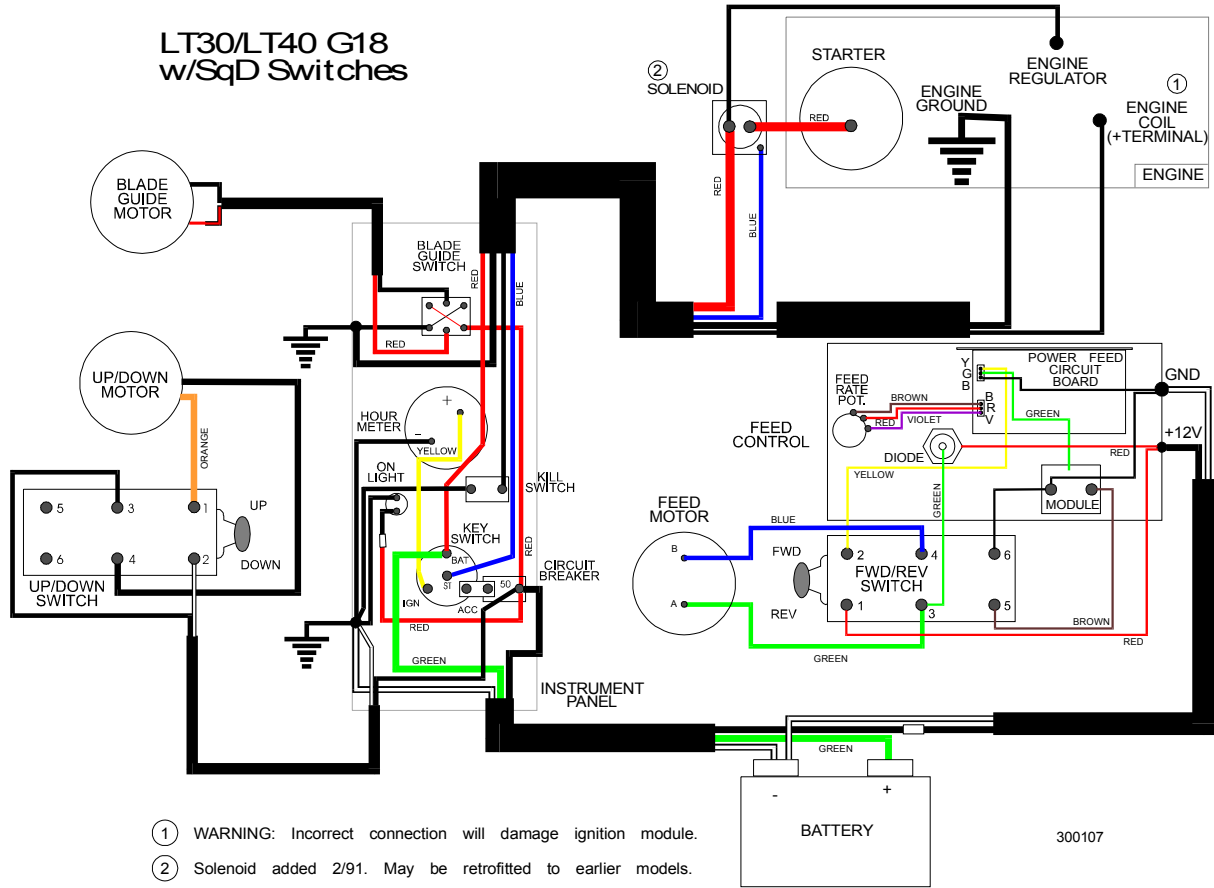 LT30/LT40 G18
w/SqD Switches
2
SOLENOID
STARTER
RED
ENGINE
GROUND
ENGINE
REGULATOR
1
ENGINE
COIL
(+TERMINAL)
ENGINE
RED
BLUE
BLADE
GUIDE
MOTOR
BLADE
GUIDE
SWITCH
RED
BLUE
RED
UP/DOWN
MOTOR
ORANGE
HOUR
METER
+
-
YELLOW
ON
LIGHT
KILL
SWITCH
KEY
SWITCH
BAT
ST
IGN
ACC
50
CIRCUIT
BREAKER
RED
RED
GREEN
INSTRUMENT
PANEL
5
3
1
UP
6
4
2
DOWN
UP/DOWN
SWITCH
FEED
CONTROL
FEED
RATE
POT.
BROWN
RED
VIOLET
Y
G
B
B
R
V
POWER FEED
CIRCUIT
BOARD
GREEN
GND
+12V
RED
DIODE
YELLOW
GREEN
MODULE
FEED
MOTOR
B
A
BLUE
FWD
REV
2
4
6
FWD/REV
SWITCH
1
3
5
BROWN
RED
GREEN
GREEN
-
+
BATTERY
1 WARNING: Incorrect connection will damage ignition module.
2 Solenoid added 2/91. May be retrofitted to earlier models.
300107